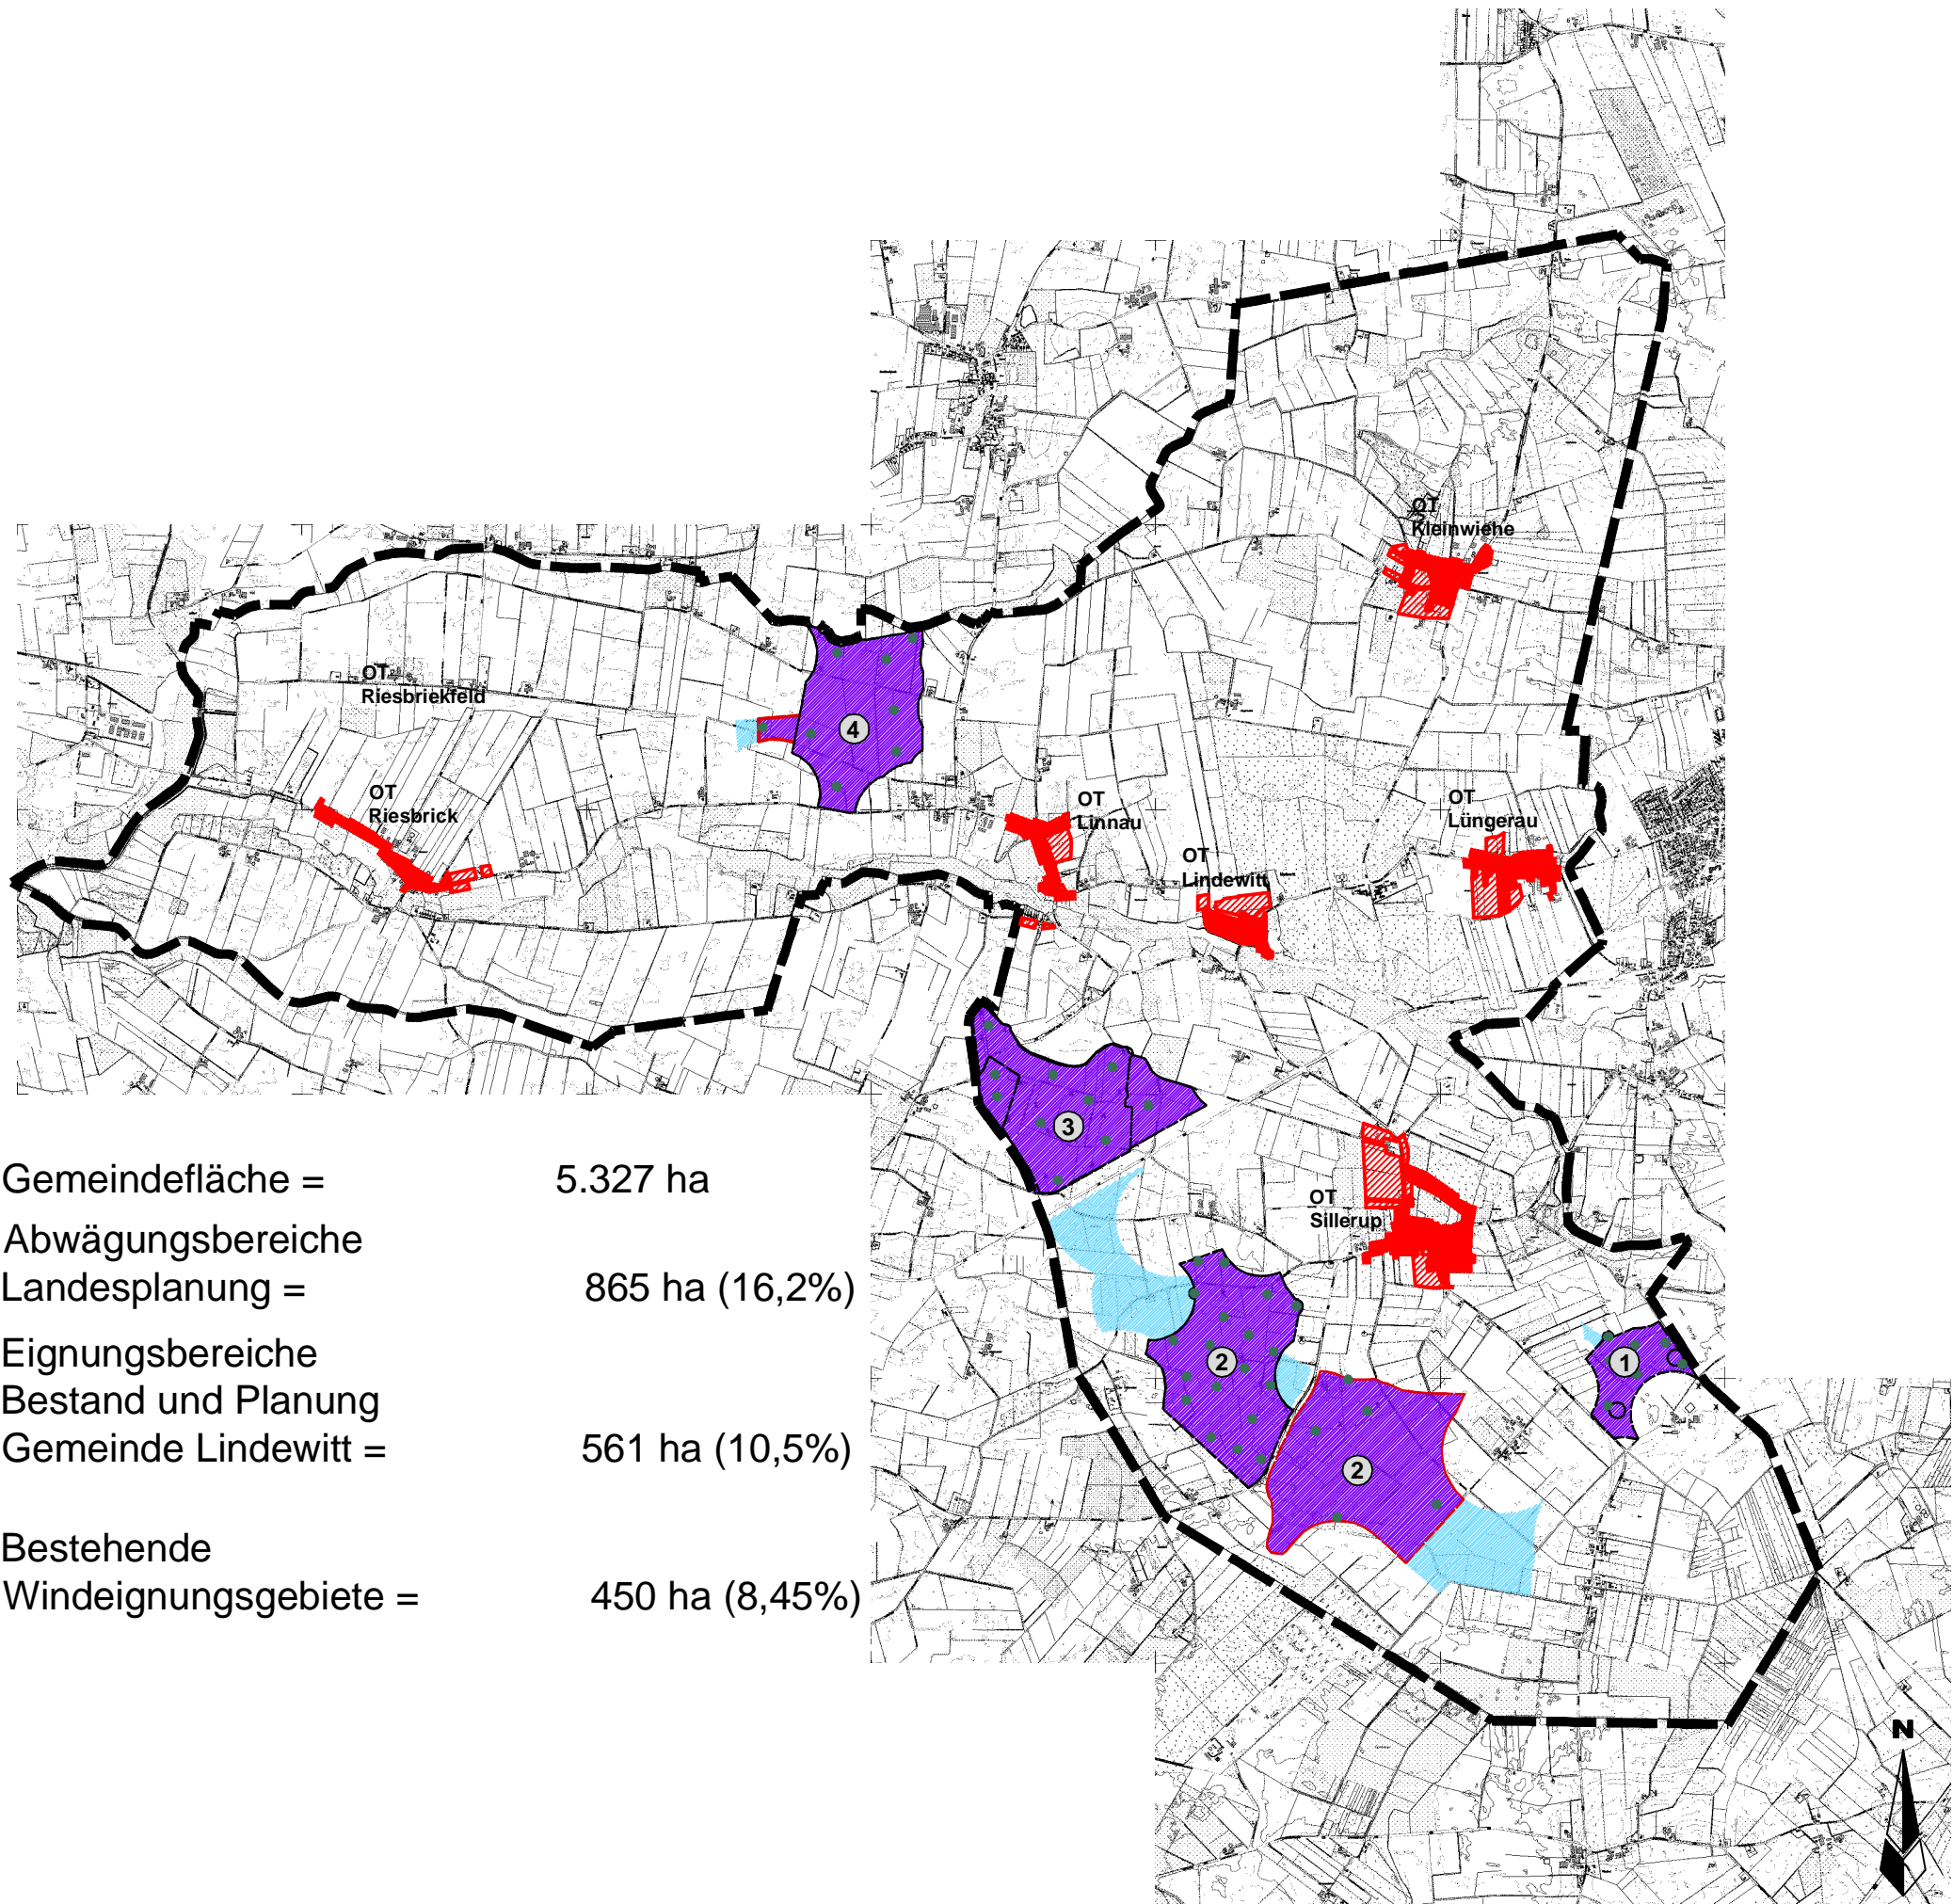 OT
Kleinwiehe
OT
Riesbriekfeld
4
OT
Riesbrick
OT
Linnau
OT
Lüngerau
OT
Lindewitt
3
Gemeindefläche = 5.327 ha
Abwägungsbereiche
Landesplanung = 865 ha (16,2%)
OT
Sillerup
Eignungsbereiche
Bestand und Planung
Gemeinde Lindewitt = 561 ha (10,5%)
2
1
2
Bestehende
Windeignungsgebiete = 450 ha (8,45%)
N